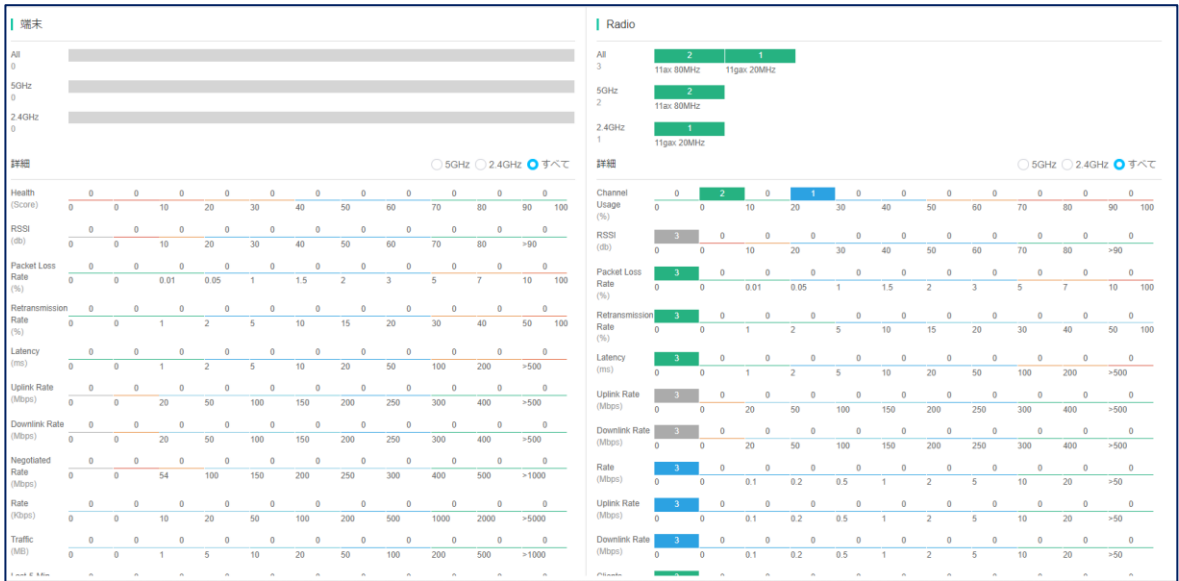 端末
All
0
5GHz
0
2.4GHz
0
詳細 5GHz 2.4GHz すべて
Health (Score)
0 0 0 0 0 0 0 0 0 0 0
0 0 10 20 30 40 50 60 70 80 90 100
RSSI (db)
0 0 0 0 0 0 0 0 0 0 0
0 0 10 20 30 40 50 60 70 80 >90
Packet Loss Rate (%)
0 0 0 0 0 0 0 0 0 0 0
0 0 0.01 0.05 1 1.5 2 3 5 7 10 100
Retransmission Rate (%)
0 0 0 0 0 0 0 0 0 0 0
0 0 1 2 5 10 15 20 30 40 50 100
Latency (ms)
0 0 0 0 0 0 0 0 0 0 0
0 0 1 2 5 10 20 50 100 200 >500
Uplink Rate (Mbps)
0 0 0 0 0 0 0 0 0 0 0
0 0 20 50 100 150 200 250 300 400 >500
Downlink Rate (Mbps)
0 0 0 0 0 0 0 0 0 0 0
0 0 20 50 100 150 200 250 300 400 >500
Negotiated Rate (Mbps)
0 0 0 0 0 0 0 0 0 0 0
0 0 54 100 150 200 250 300 400 500 >1000
Rate (Kbps)
0 0 0 0 0 0 0 0 0 0 0
0 0 10 20 50 100 200 500 1000 2000 >5000
Traffic (MB)
0 0 0 0 0 0 0 0 0 0 0
0 0 1 5 10 20 50 100 200 500 >1000
Radio
All 2 1
3 11ax 80MHz 11gax 20MHz
5GHz 2
2 11ax 80MHz
2.4GHz 1
1 11gax 20MHz
詳細 5GHz 2.4GHz すべて
Channel Usage (%)
0 2 0 1 0 0 0 0 0 0 0
0 0 10 20 30 40 50 60 70 80 90 100
RSSI (db)
3 0 0 0 0 0 0 0 0 0 0
0 0 10 20 30 40 50 60 70 80 >90
Packet Loss Rate (%)
3 0 0 0 0 0 0 0 0 0 0
0 0 0.01 0.05 1 1.5 2 3 5 7 10 100
Retransmission Rate (%)
3 0 0 0 0 0 0 0 0 0 0
0 0 1 2 5 10 15 20 30 40 50 100
Latency (ms)
3 0 0 0 0 0 0 0 0 0 0
0 0 1 2 5 10 20 50 100 200 >500
Uplink Rate (Mbps)
3 0 0 0 0 0 0 0 0 0 0
0 0 20 50 100 150 200 250 300 400 >500
Downlink Rate (Mbps)
3 0 0 0 0 0 0 0 0 0 0
0 0 20 50 100 150 200 250 300 400 >500
Rate (Mbps)
3 0 0 0 0 0 0 0 0 0 0
0 0 0.1 0.2 0.5 1 2 5 10 20 >50
Uplink Rate (Mbps)
3 0 0 0 0 0 0 0 0 0 0
0 0 0.1 0.2 0.5 1 2 5 10 20 >50
Downlink Rate (Mbps)
3 0 0 0 0 0 0 0 0 0 0
0 0 0.1 0.2 0.5 1 2 5 10 20 >50